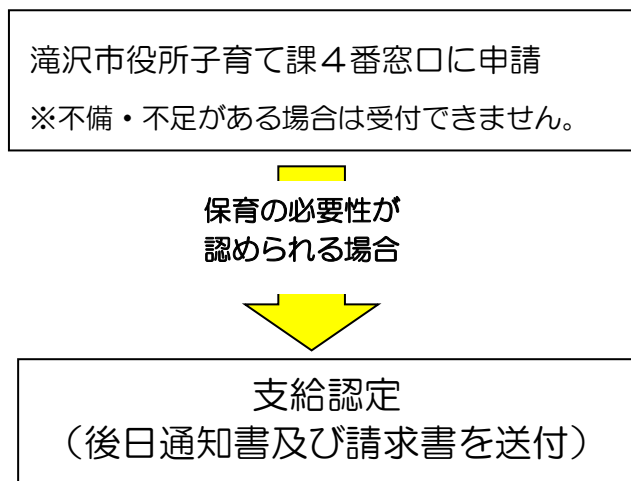 滝沢市役所子育て課４番窓口に申請
※不備・不足がある場合は受付できません。
保育の必要性が
認められる場合
支給認定
（後日通知書及び請求書を送付）